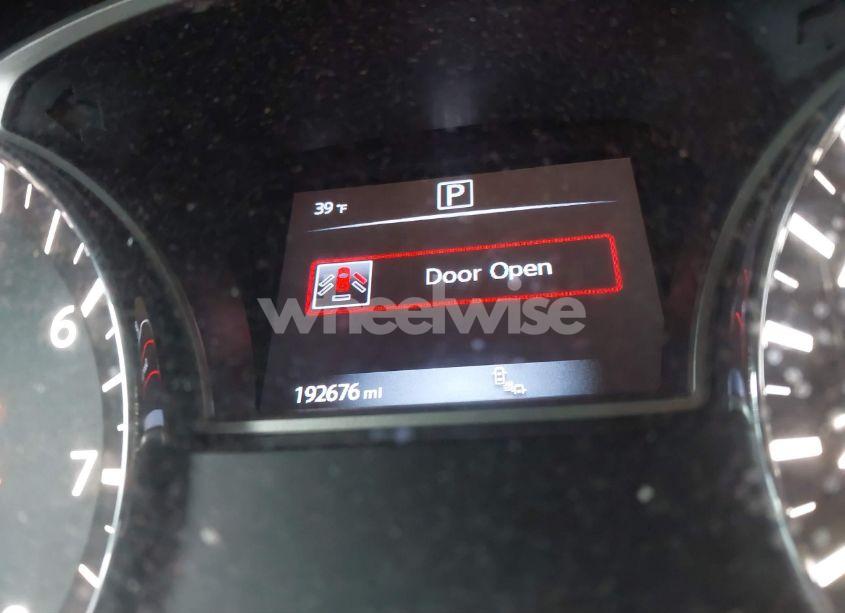 39 °F
P
Door Open
wheelwise
192676 mi
6
7